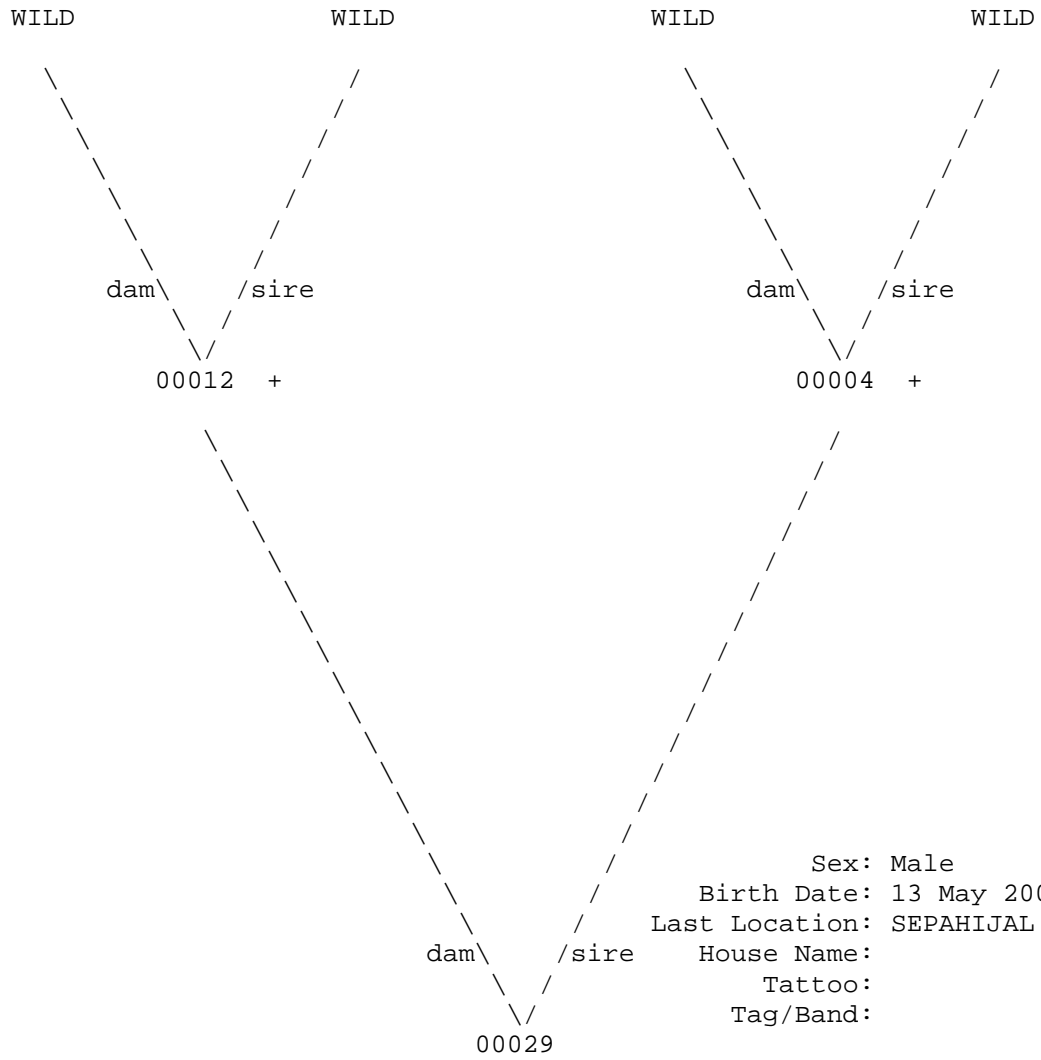 WILD WILD WILD WILD
dam sire dam sire
00012 + 00004 +
Sex: Male
Birth Date: 13 May 200
Last Location: SEPAHIJAL
dam sire House Name:
Tattoo:
Tag/Band:
00029